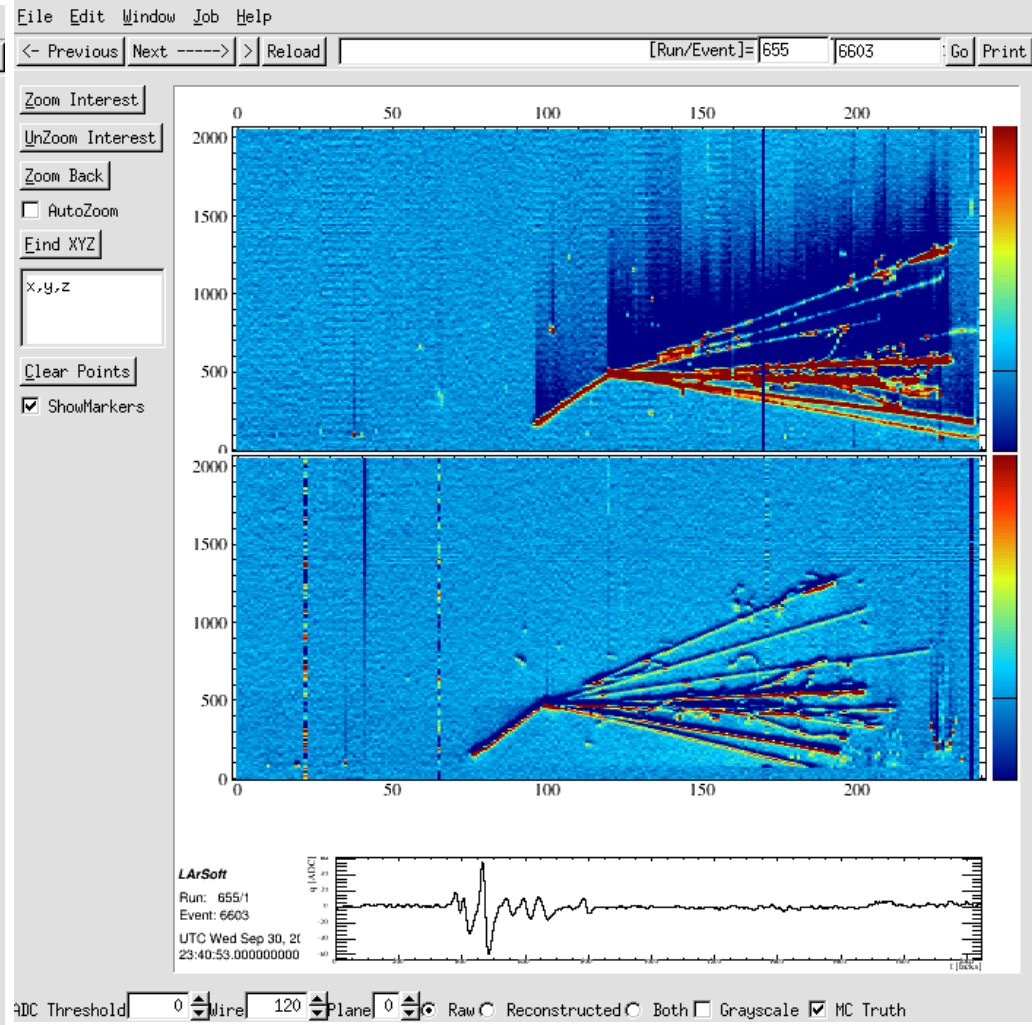 File Edit Window Job Help
<- Previous Next -----> > Reload [Run/Event]= 655 6603 Go Print
Zoom Interest
UnZoom Interest
Zoom Back
AutoZoom
Find XYZ
x,y,z
Clear Points
ShowMarkers
0 50 100 150 200
2000
1500
1000
500
0
2000
1500
1000
500
0
0 50 100 150 200
LArSoft
Run: 655/1
Event: 6603
UTC Wed Sep 30, 20
23:40:53.000000000
q [ADC]
t [ticks]
ADC Threshold 0 Wire 120 Plane 0 Raw Reconstructed Both Grayscale MC Truth